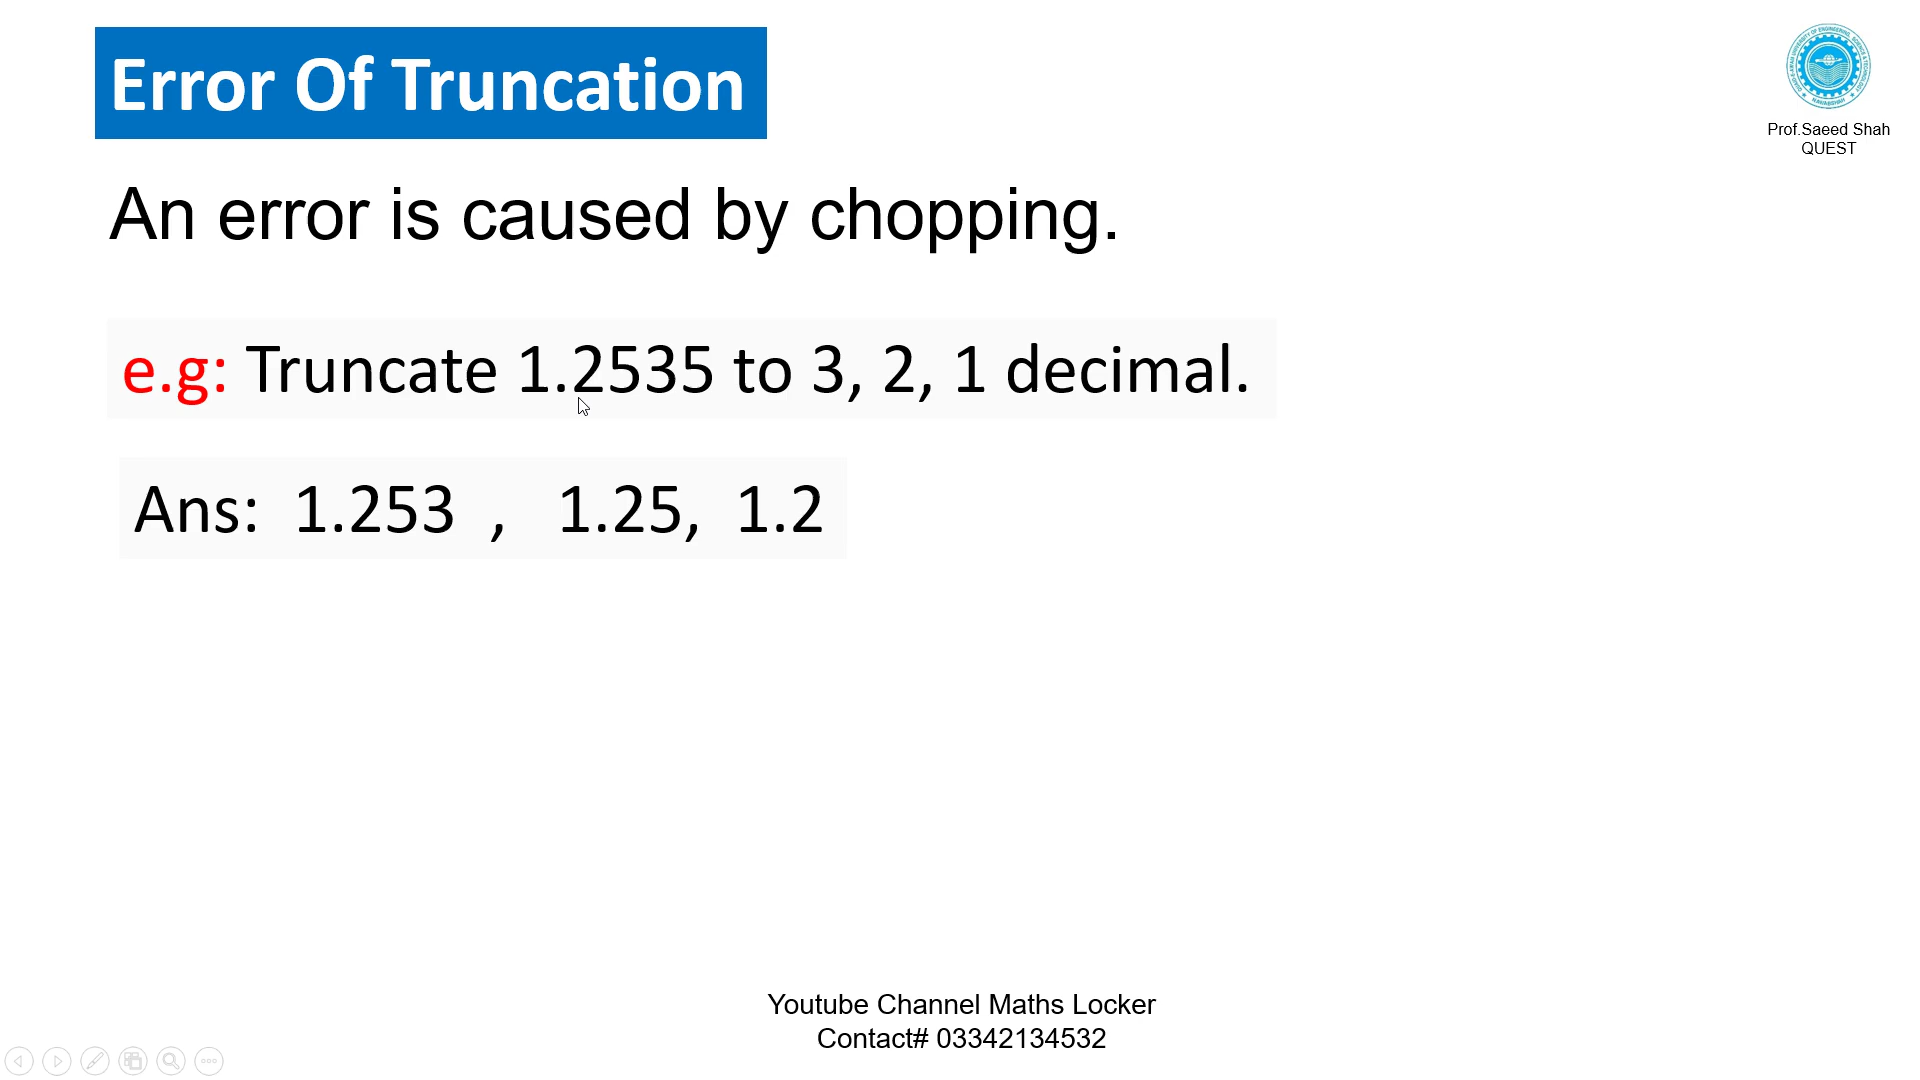 Error Of Truncation
Prof.Saeed Shah
QUEST
An error is caused by chopping.
e.g: Truncate 1.2535 to 3, 2, 1 decimal.
Ans: 1.253 , 1.25, 1.2
Youtube Channel Maths Locker
Contact# 03342134532